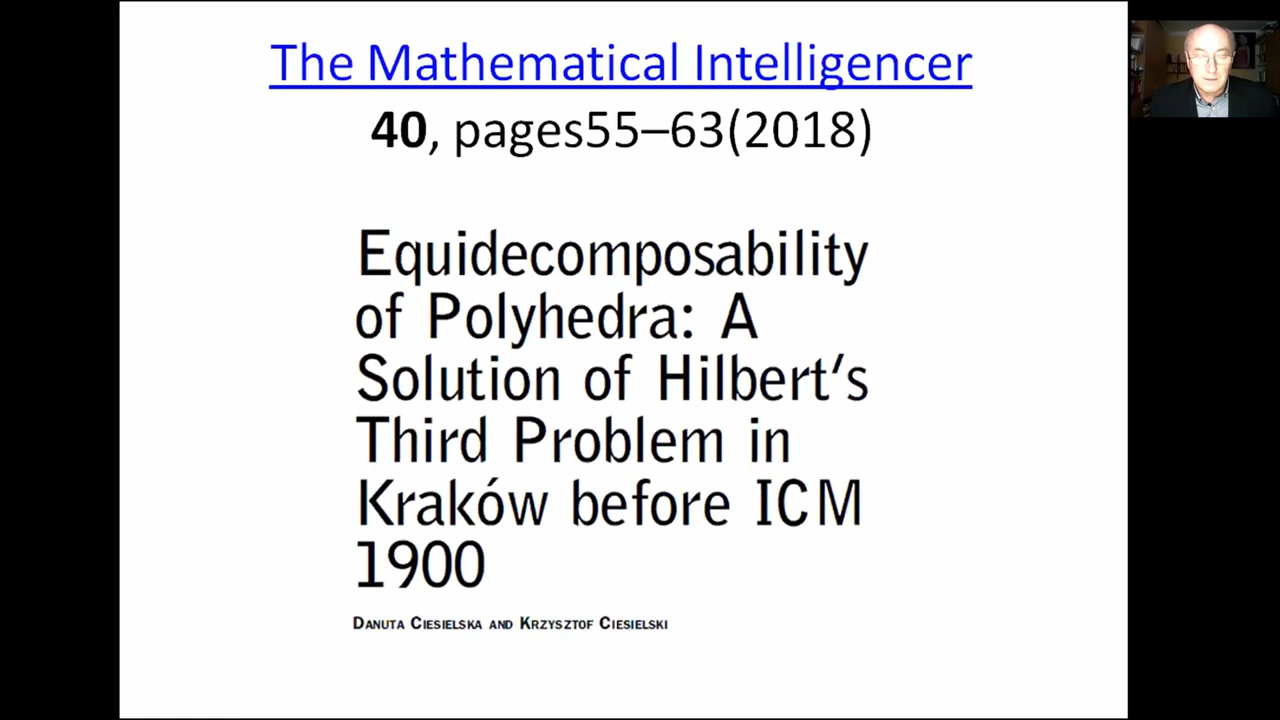 The Mathematical Intelligencer
40, pages55–63(2018)
Equidecomposability
of Polyhedra: A
Solution of Hilbert's
Third Problem in
Kraków before ICM
1900
DANUTA CIESIELSKA AND KRZYSZTOF CIESIELSKI